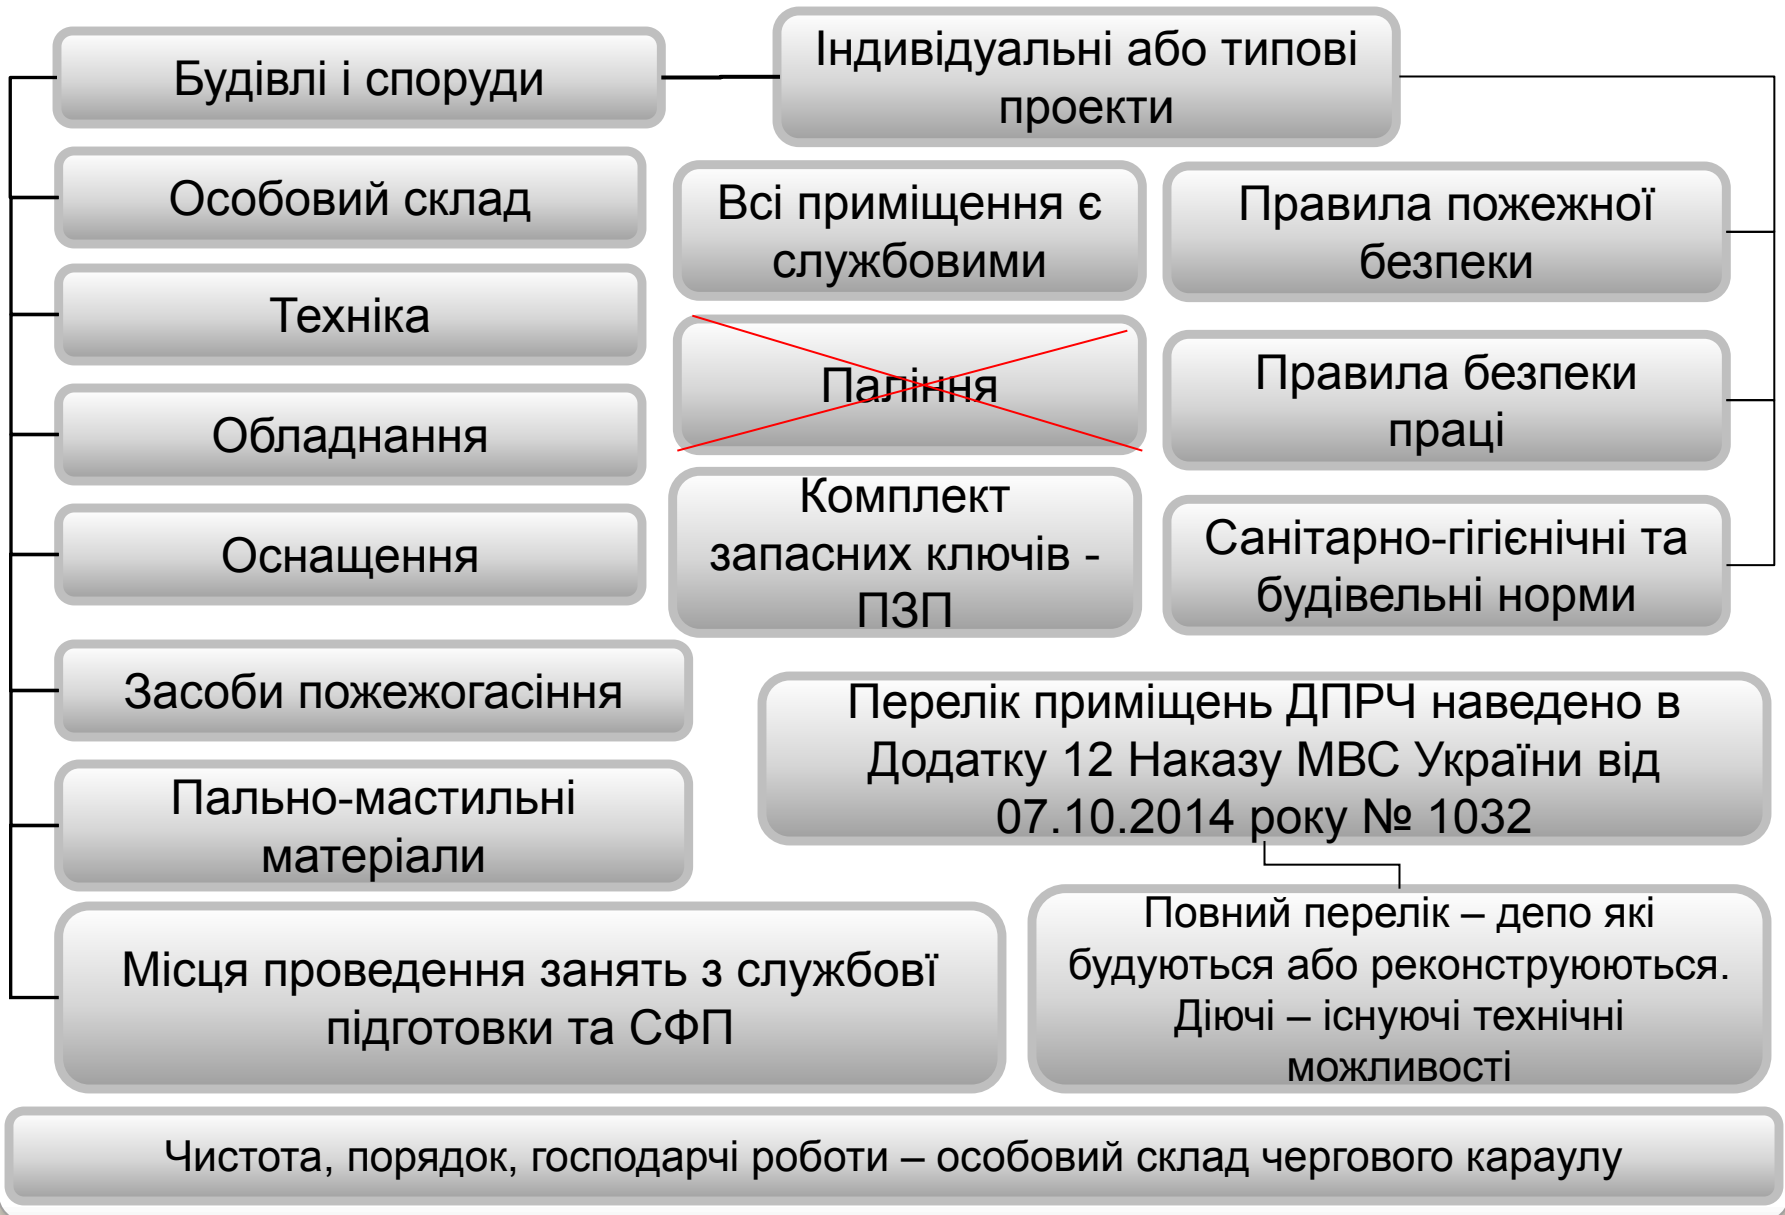 Будівлі і споруди
Індивідуальні або типові
проекти
Особовий склад
Всі приміщення є
службовими
Правила пожежної
безпеки
Техніка
Паління
Правила безпеки
праці
Обладнання
Комплект
запасних ключів -
ПЗП
Оснащення
Санітарно-гігієнічні та
будівельні норми
Засоби пожежогасіння
Перелік приміщень ДПРЧ наведено в
Додатку 12 Наказу МВС України від
07.10.2014 року № 1032
Пально-мастильні
матеріали
Повний перелік – депо які
будуються або реконструюються.
Діючі – існуючі технічні
можливості
Місця проведення занять з службовї
підготовки та СФП
Чистота, порядок, господарчі роботи – особовий склад чергового караулу